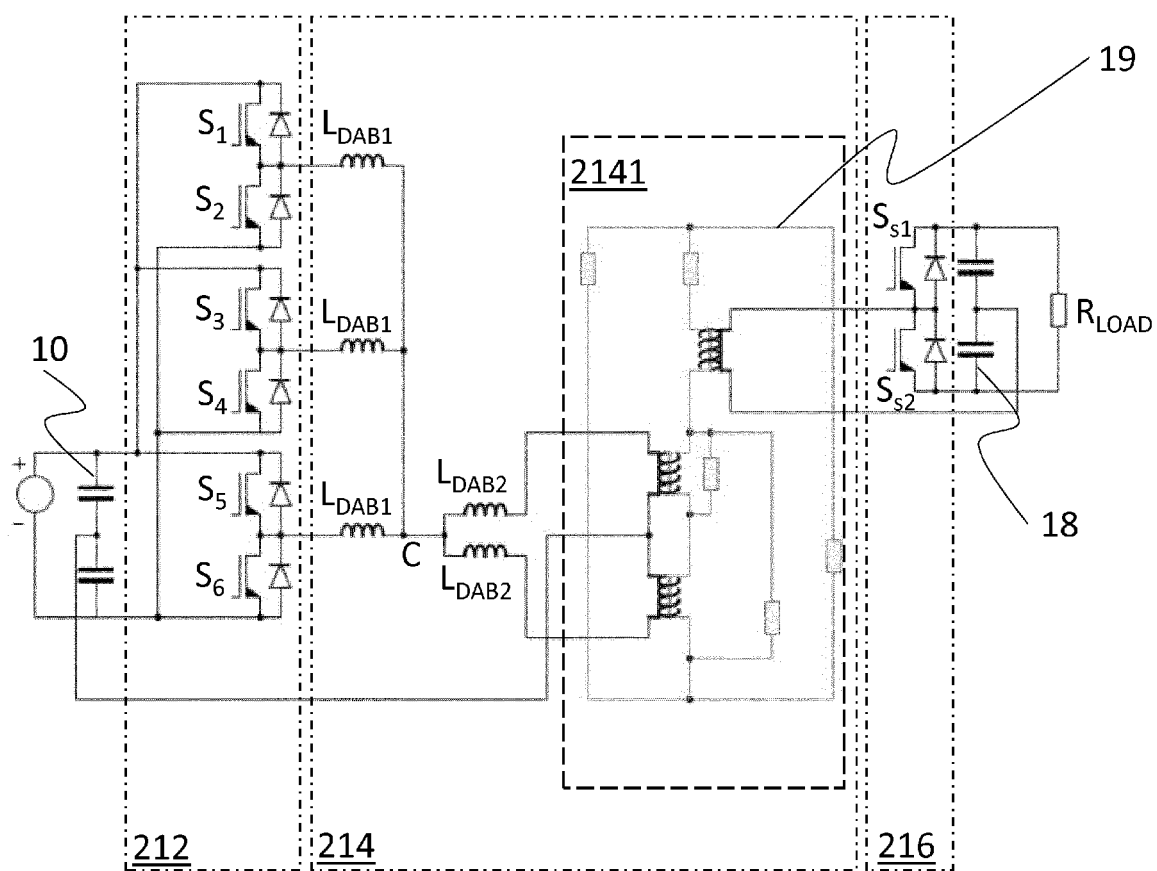 19
2141
S1
LDAB1
S2
Ss1
S3
LDAB1
RLOAD
10
S4
Ss2
+
-
S5
LDAB1
LDAB2
18
C
S6
LDAB2
212
214
216